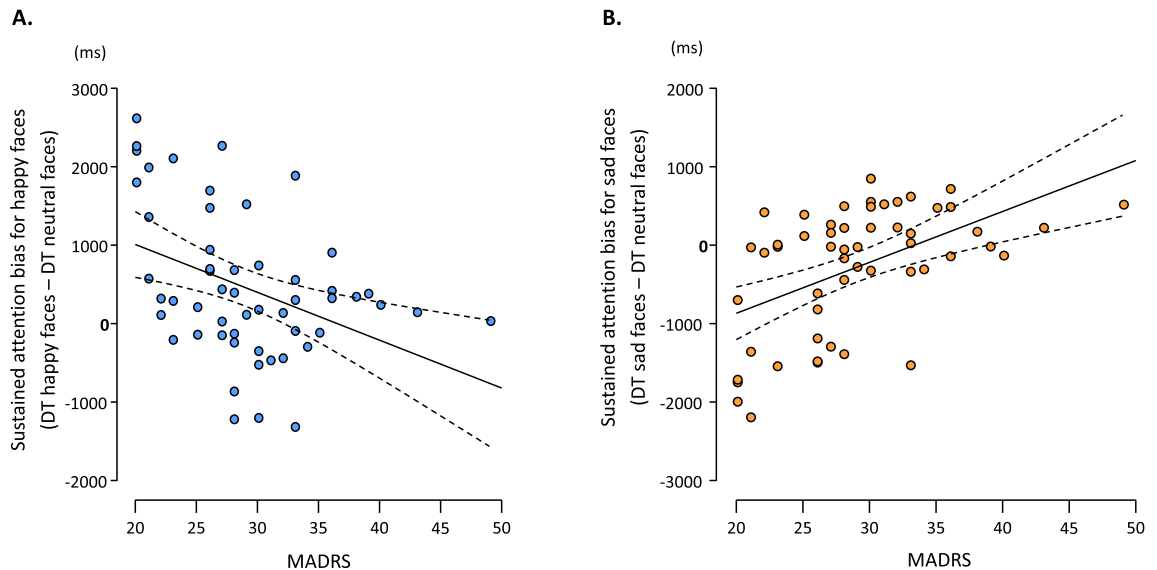 A.
(ms)
Sustained attention bias for happy faces
(DT happy faces – DT neutral faces)
3000
2000
1000
0
-1000
-2000
20 25 30 35 40 45 50
MADRS
B.
(ms)
Sustained attention bias for sad faces
(DT sad faces – DT neutral faces)
2000
1000
0
-1000
-2000
-3000
20 25 30 35 40 45 50
MADRS